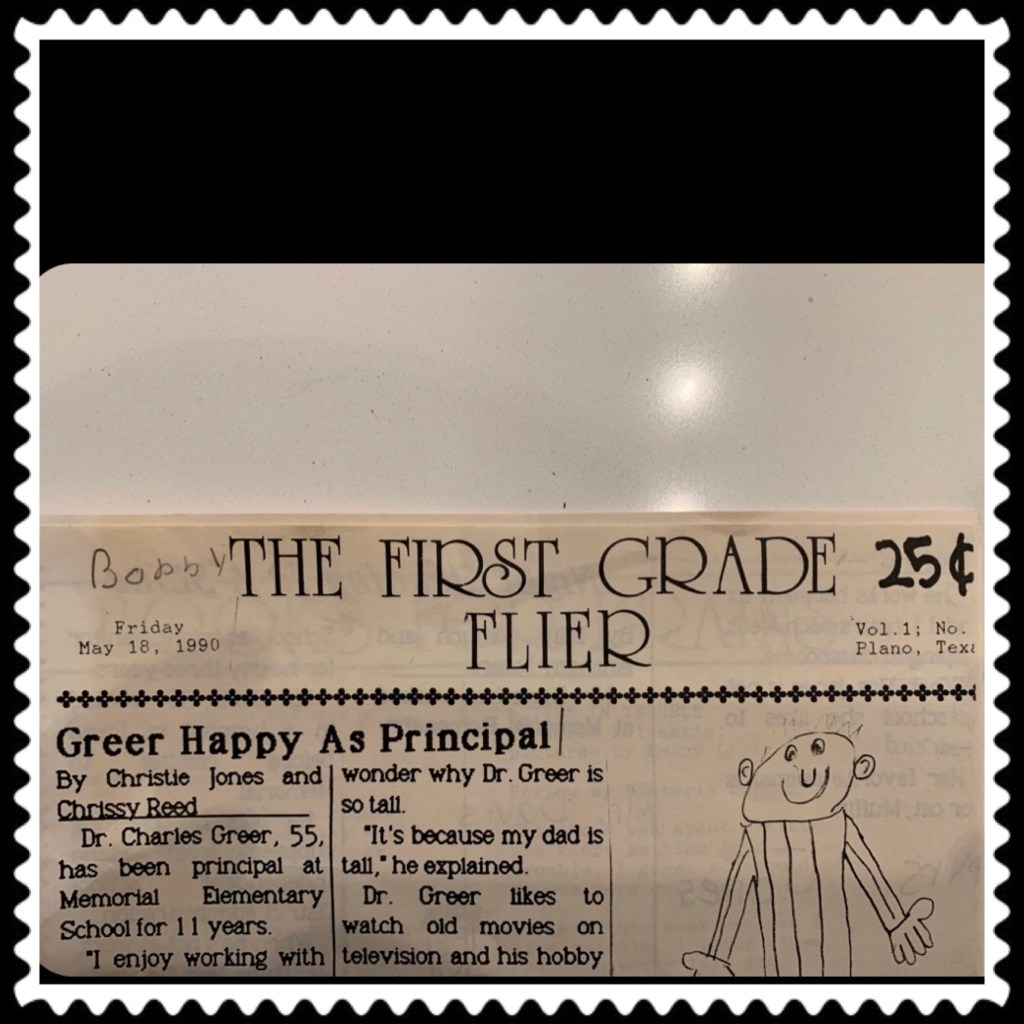 Bobby
THE FIRST GRADE
FLIER
25¢
Friday
May 18, 1990
Vol.1; No.
Plano,
Greer Happy As Principal
By Christie Jones and
Chrissy Reed
Dr. Charles Greer, 55,
has been principal at
Memorial Elementary
School for 11 years.
"I enjoy working with
wonder why Dr. Greer is
so tall.
"It's because my dad is
tall," he explained.
Dr. Greer likes to
watch old movies on
television and his hobby